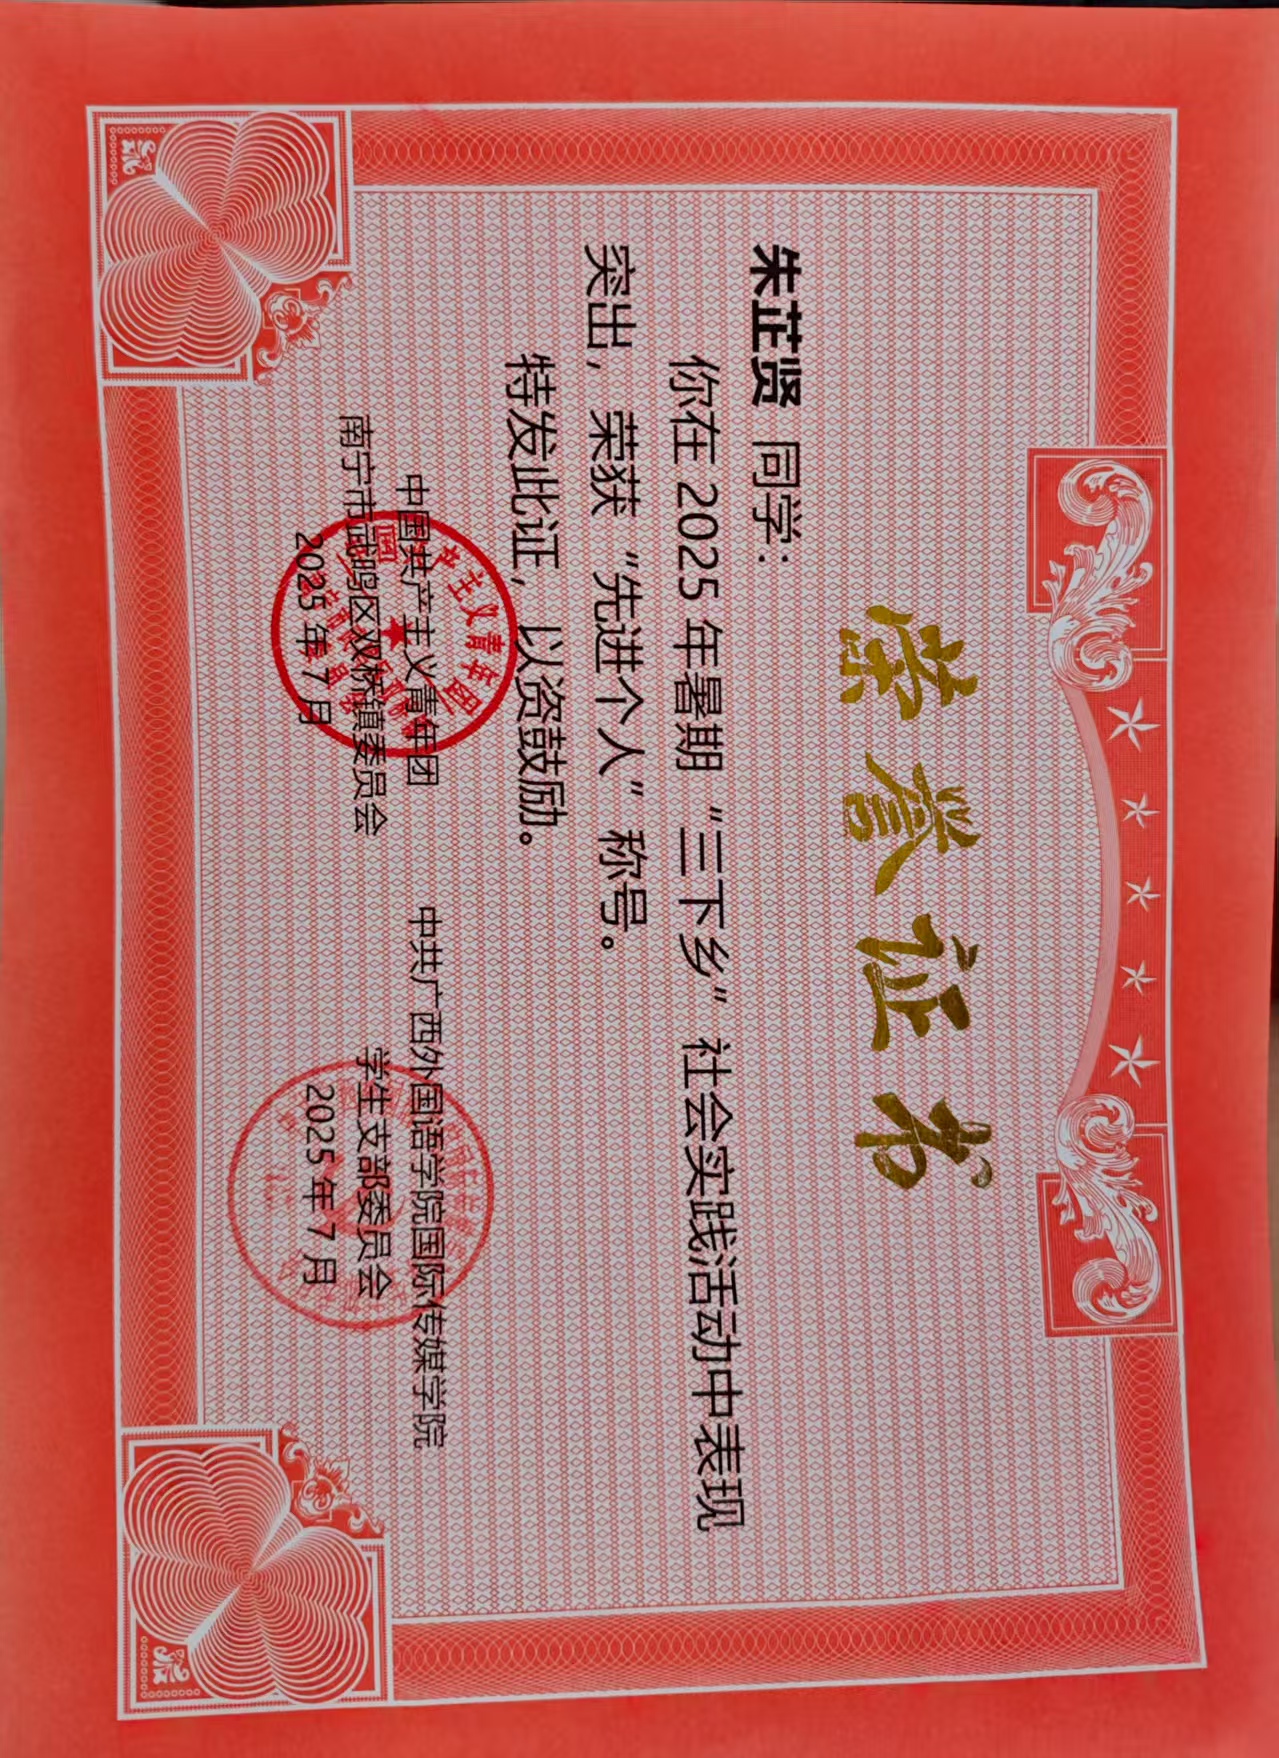 荣誉证书
朱芷贤 同学：
你在 2025 年暑期“三下乡”社会实践活动中表现
突出，荣获“先进个人”称号。
特发此证，以资鼓励。
中国共产主义青年团
南宁市武鸣区双桥镇委员会
2025 年 7 月
中共广西外国语学院国际传媒学院
学生支部委员会
2025 年 7 月